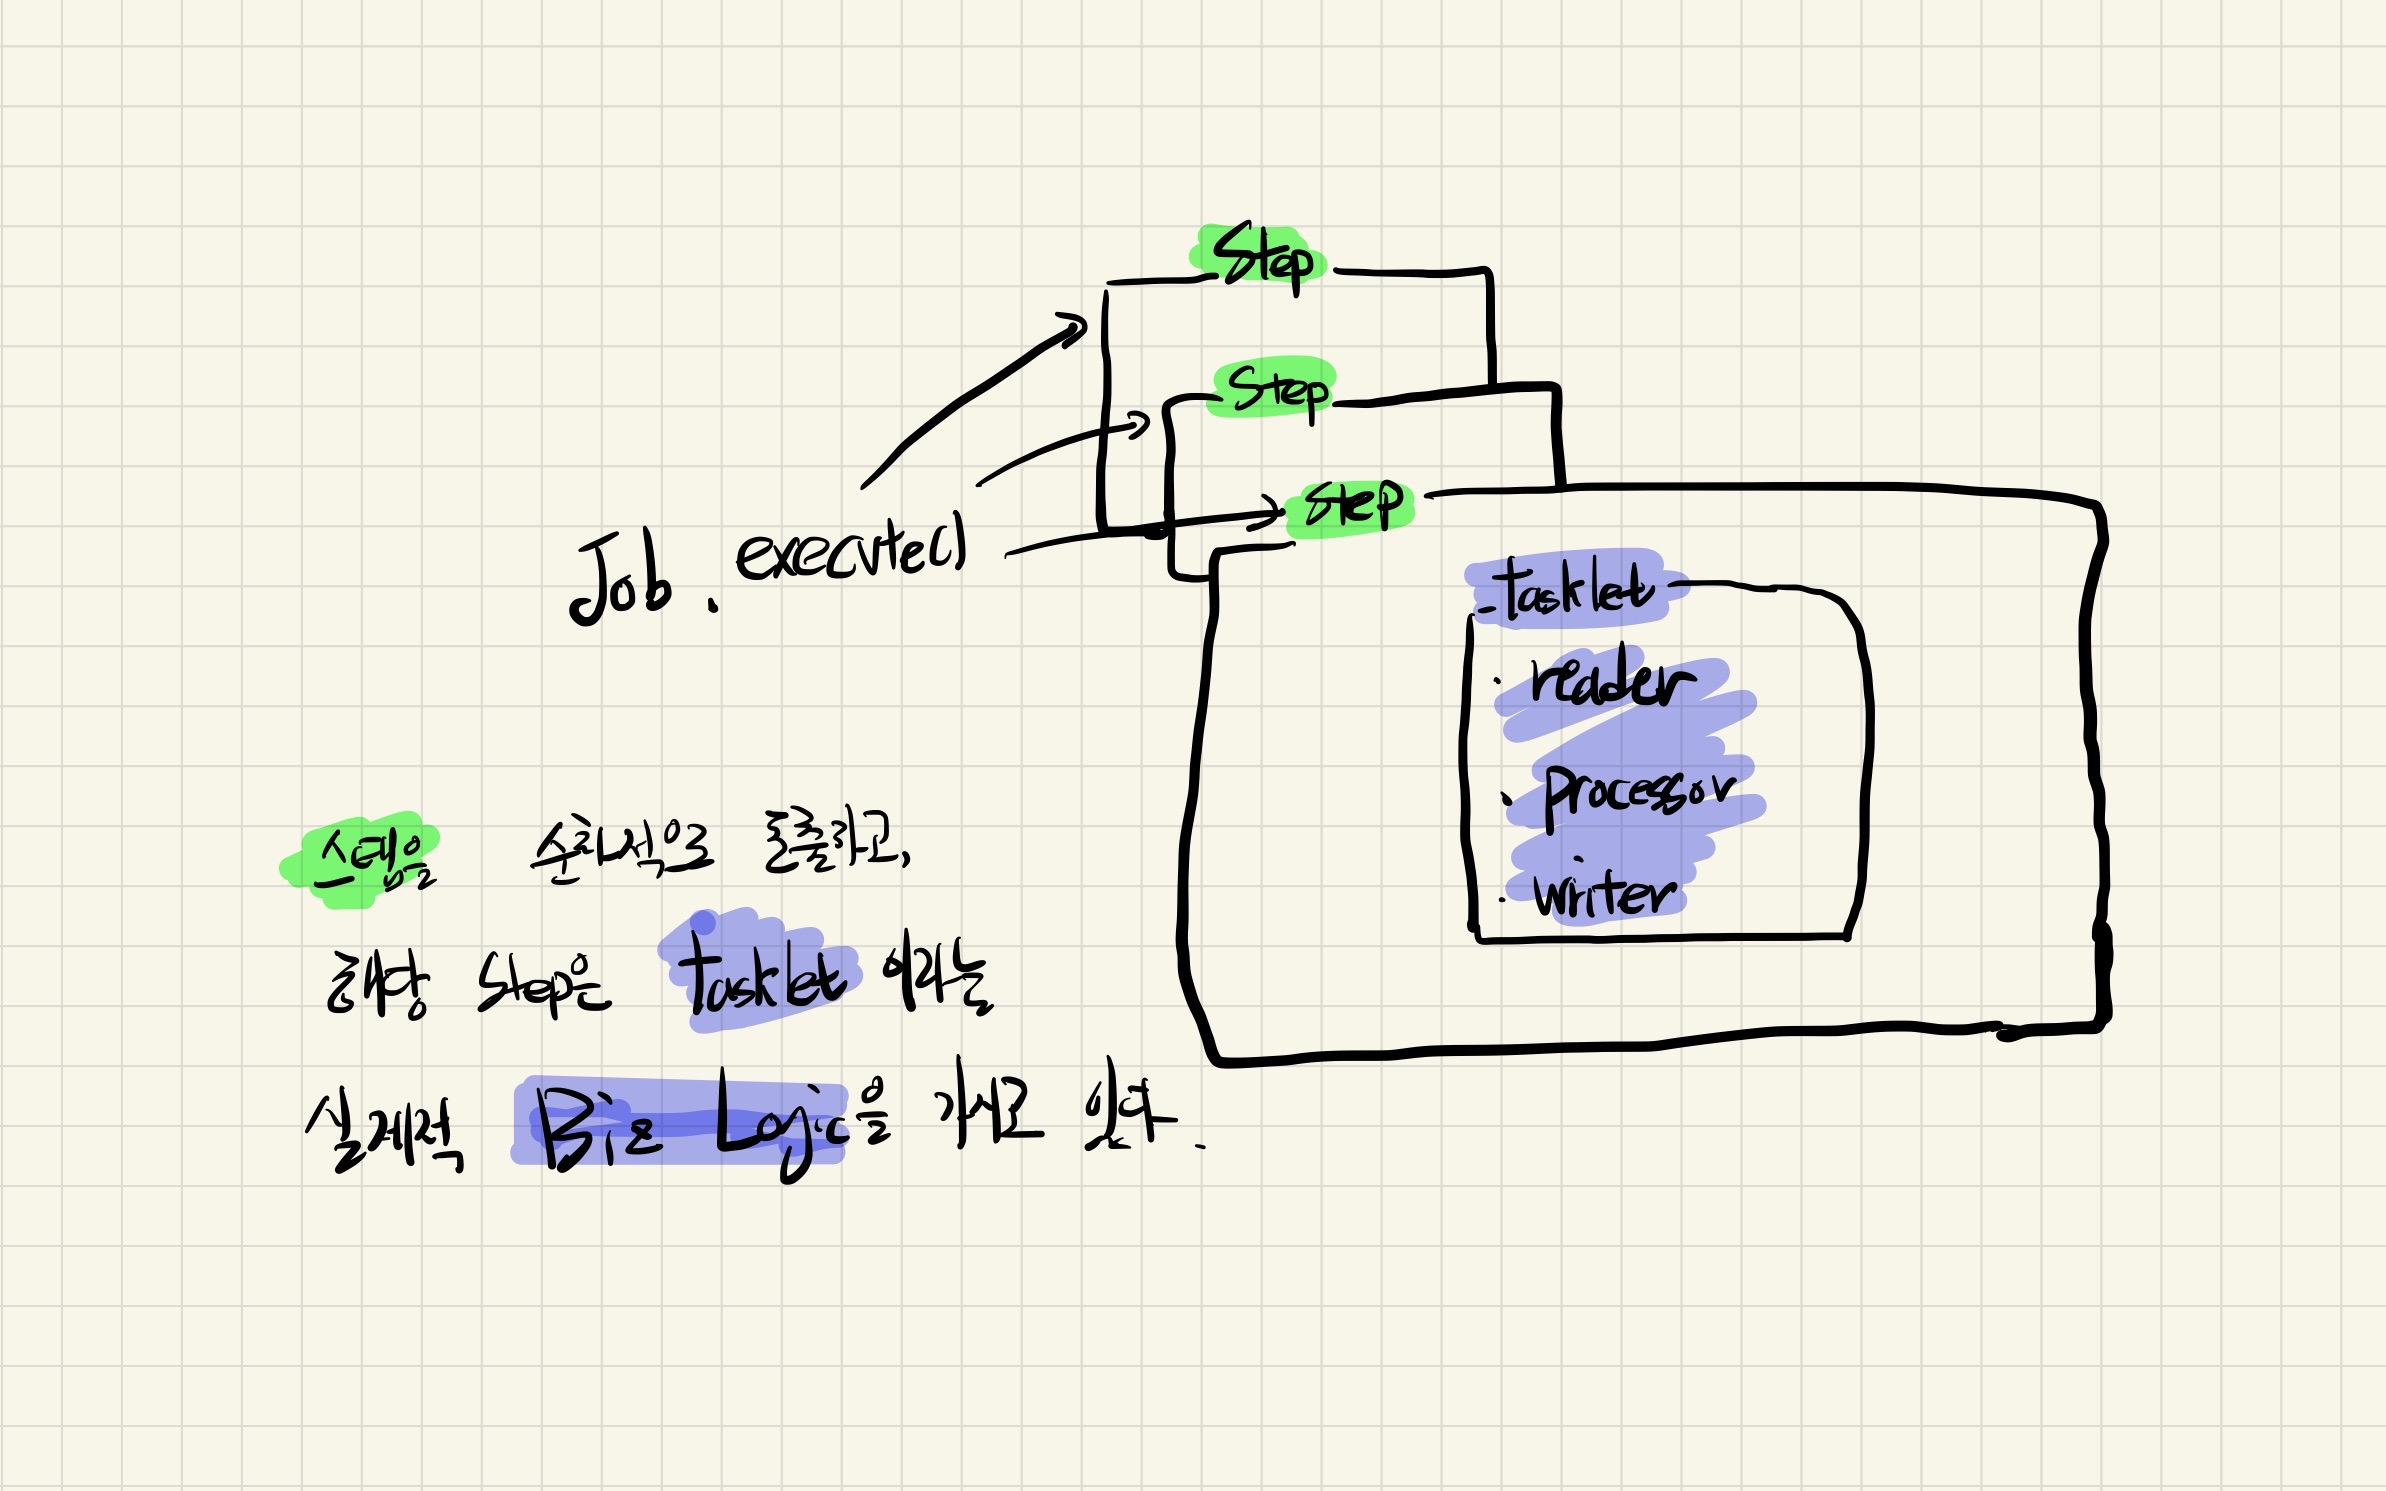 Step
Step
Job. executed
Step
Tasklet
· reader
· processor
· writer
스텝을 순차적으로 호출하고,
해당 Step은 Tasklet 이라는
실제적 Biz Logic을 가지고 있다.